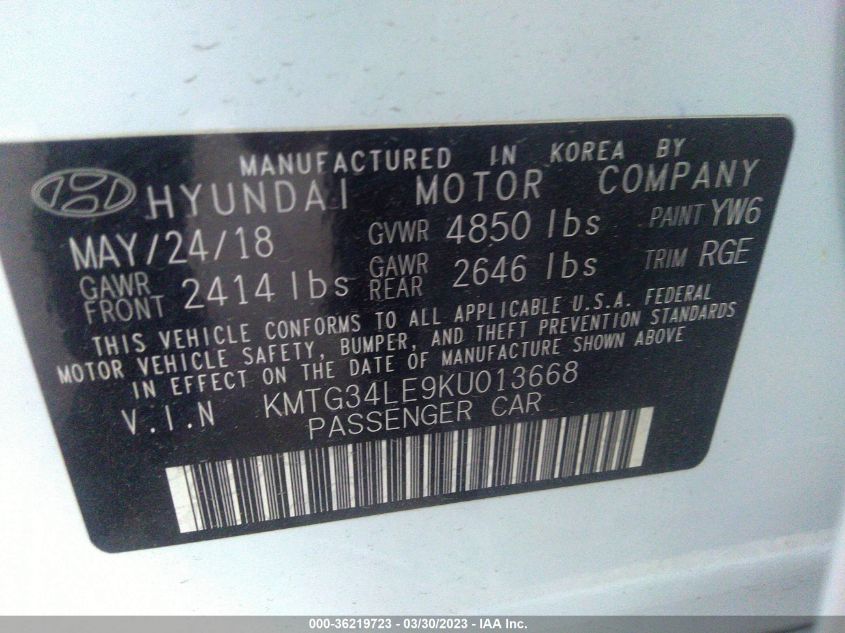 MANUFACTURED IN KOREA BY
HYUNDAI MOTOR COMPANY
MAY/24/18 GVWR 4850 lbs PAINT YW6
GAWR FRONT 2414 lbs GAWR REAR 2646 lbs TRIM RGE
THIS VEHICLE CONFORMS TO ALL APPLICABLE U.S.A. FEDERAL
MOTOR VEHICLE SAFETY, BUMPER, AND THEFT PREVENTION STANDARDS
IN EFFECT ON THE DATE OF MANUFACTURE SHOWN ABOVE
V.I.N KMTG34LE9KU013668
PASSENGER CAR
000-36219723 - 03/30/2023 - IAA Inc.